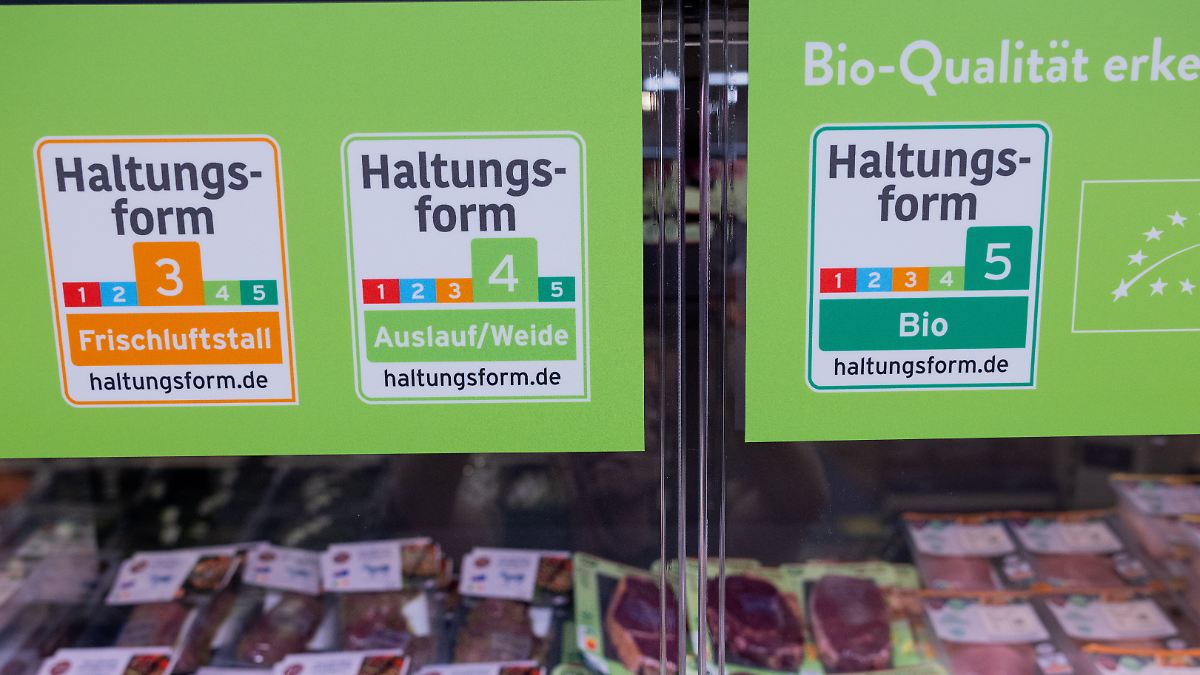 Haltungs-
form
3
1 2 4 5
Frischluftstall
haltungsform.de
Haltungs-
form
4
1 2 3 5
Auslauf/Weide
haltungsform.de
Bio-Qualität erke
Haltungs-
form
5
1 2 3 4
Bio
haltungsform.de